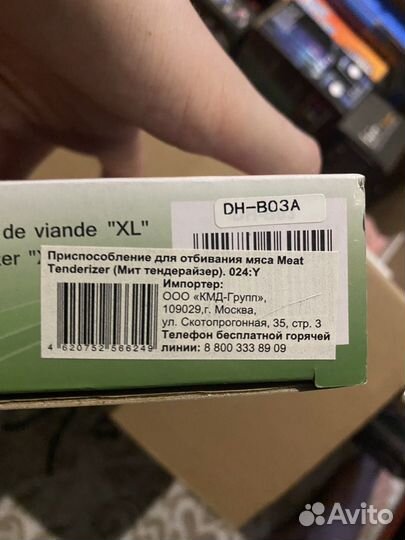 DH-B03A
de viande "XL"
Приспособление для отбивания мяса Meat
Tenderizer (Мит тендерайзер). 024:Y
Импортер:
ООО «КМД-Групп»,
109029,г. Москва,
ул. Скотопрогонная, 35, стр. 3
Телефон бесплатной горячей
линии: 8 800 333 89 09
4 620752 566249
Avito